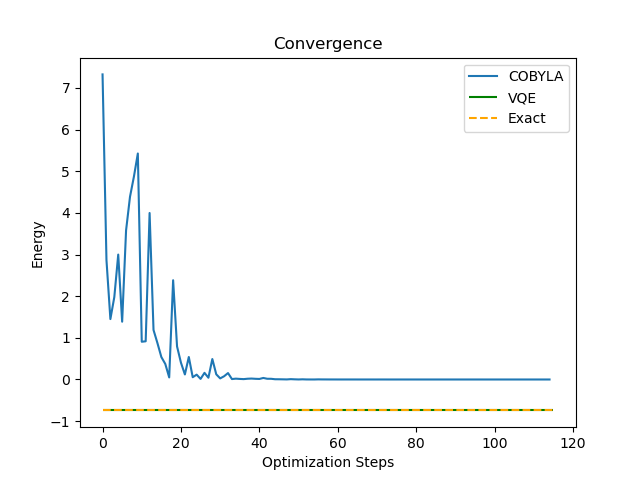 Convergence
COBYLA
VQE
Exact
Energy
7
6
5
4
3
2
1
0
−1
0 20 40 60 80 100 120
Optimization Steps